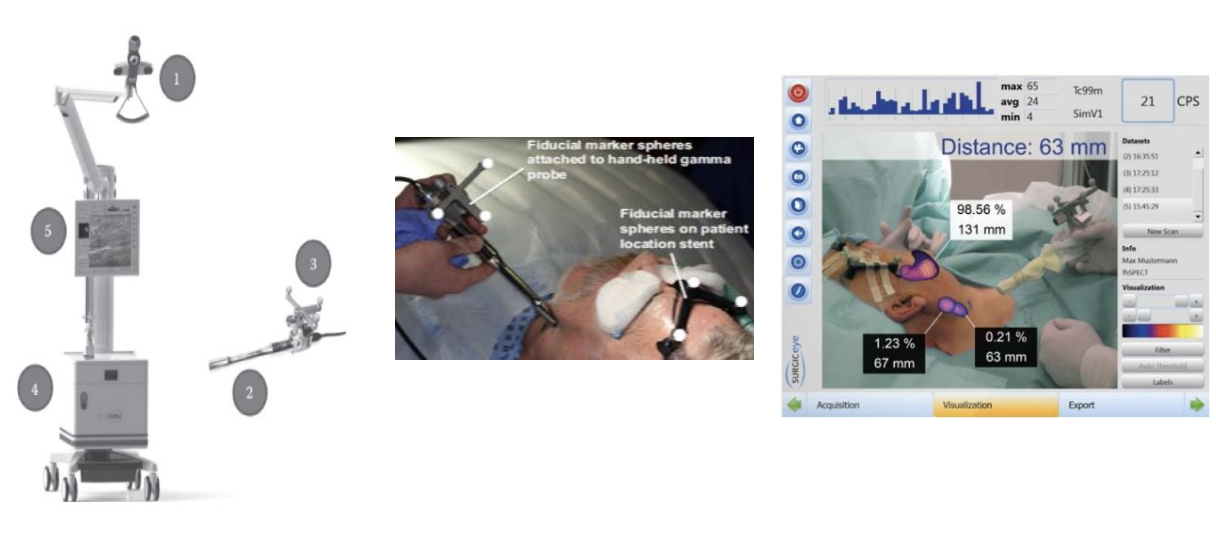 1
2
3
4
5
Fiducial marker spheres
attached to hand-held gamma
probe
Fiducial marker
spheres on patient
location stent
max 65
avg 24
min 4
Tc99m
SimV1
21 CPS
Distance: 63 mm
98.56 %
131 mm
1.23 %
67 mm
0.21 %
63 mm
Datasets
(2) 16:35:51
(3) 17:25:12
(4) 17:25:33
(5) 15:45:29
New Scan
Info
Max Mustermann
fhSPECT
Visualization
Filter
Auto Threshold
Labels
SURGICeye
Acquisition
Visualization
Export